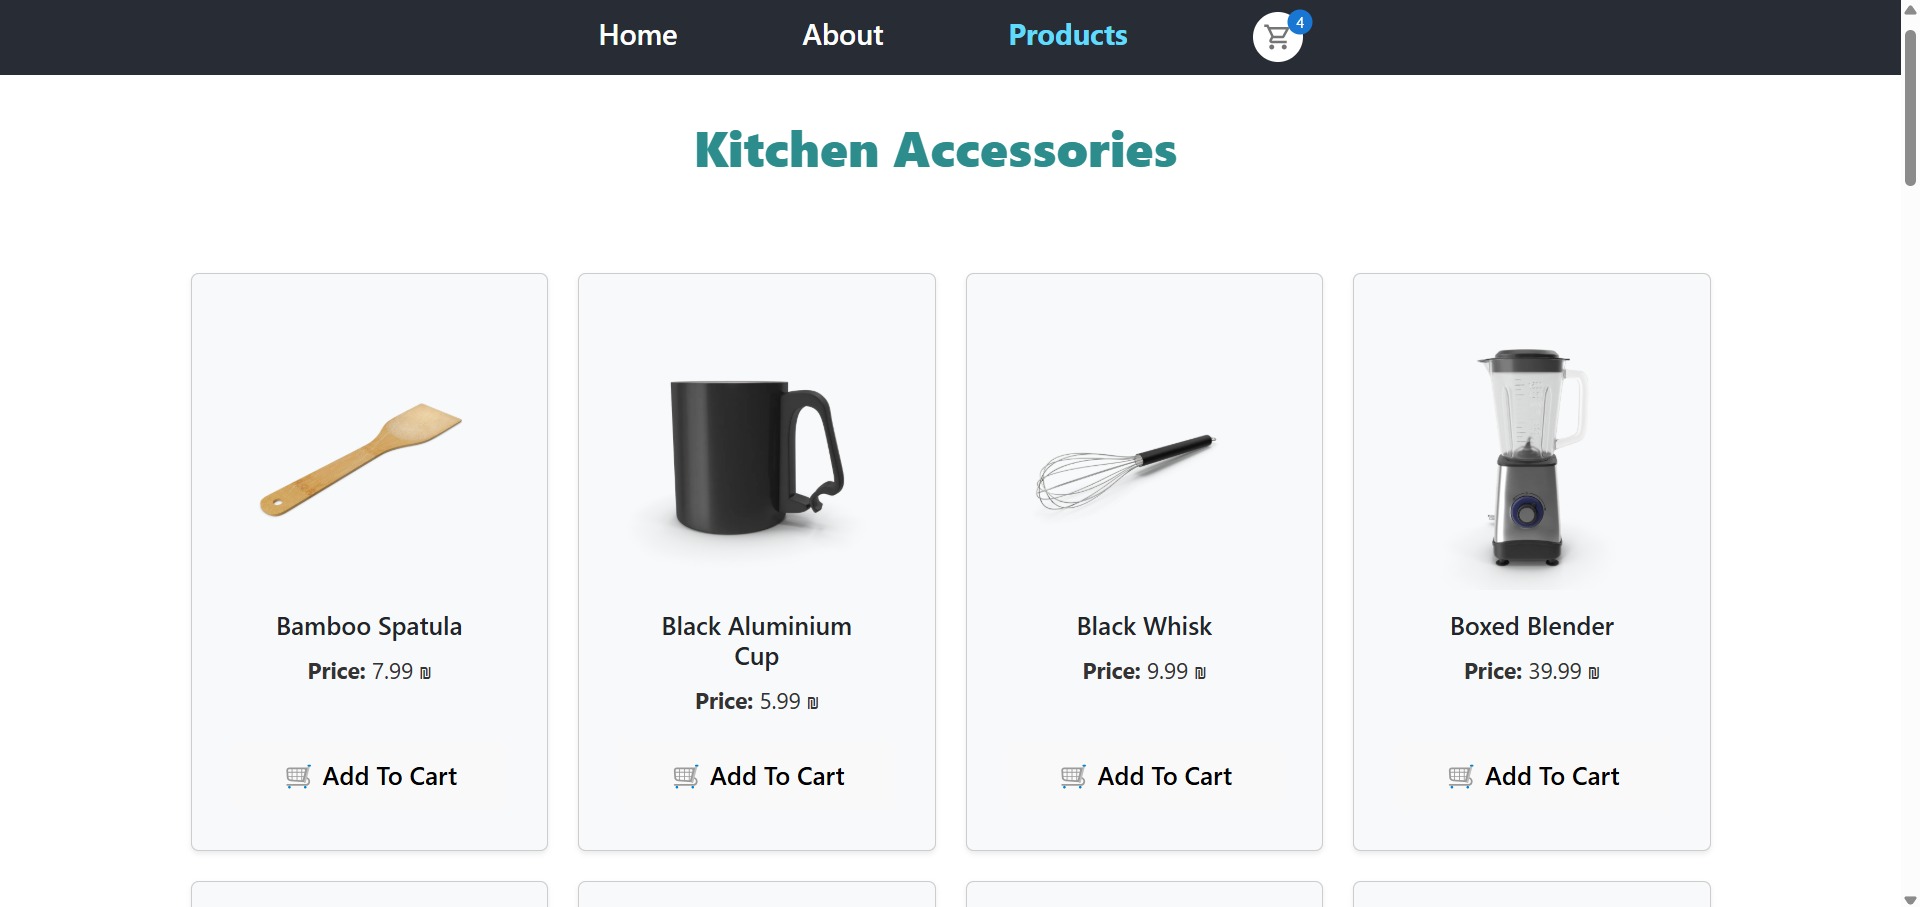 Home About Products 4
Kitchen Accessories
Bamboo Spatula
Price: 7.99 ₪
Add To Cart
Black Aluminium
Cup
Price: 5.99 ₪
Add To Cart
Black Whisk
Price: 9.99 ₪
Add To Cart
Boxed Blender
Price: 39.99 ₪
Add To Cart